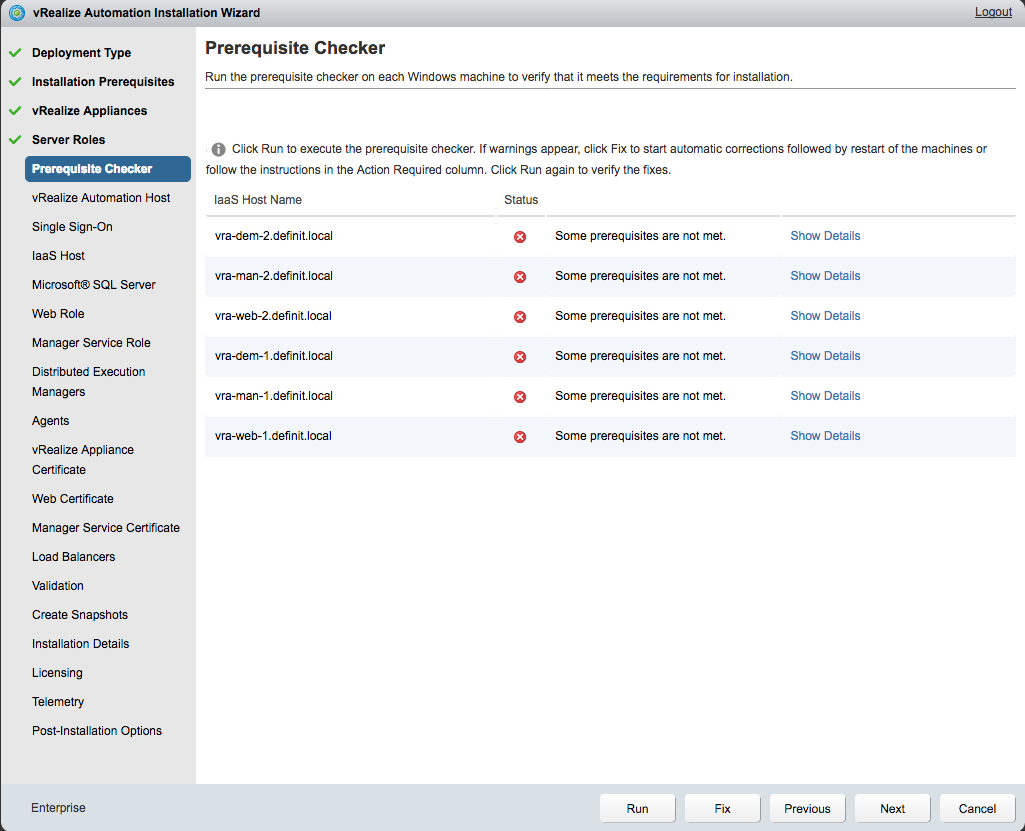 vRealize Automation Installation Wizard
Logout
Deployment Type
Installation Prerequisites
vRealize Appliances
Server Roles
Prerequisite Checker
vRealize Automation Host
Single Sign-On
IaaS Host
Microsoft® SQL Server
Web Role
Manager Service Role
Distributed Execution
Managers
Agents
vRealize Appliance
Certificate
Web Certificate
Manager Service Certificate
Load Balancers
Validation
Create Snapshots
Installation Details
Licensing
Telemetry
Post-Installation Options
Prerequisite Checker
Run the prerequisite checker on each Windows machine to verify that it meets the requirements for installation.
Click Run to execute the prerequisite checker. If warnings appear, click Fix to start automatic corrections followed by restart of the machines or
follow the instructions in the Action Required column. Click Run again to verify the fixes.
IaaS Host Name Status
vra-dem-2.definit.local Some prerequisites are not met. Show Details
vra-man-2.definit.local Some prerequisites are not met. Show Details
vra-web-2.definit.local Some prerequisites are not met. Show Details
vra-dem-1.definit.local Some prerequisites are not met. Show Details
vra-man-1.definit.local Some prerequisites are not met. Show Details
vra-web-1.definit.local Some prerequisites are not met. Show Details
Enterprise
Run Fix Previous Next Cancel